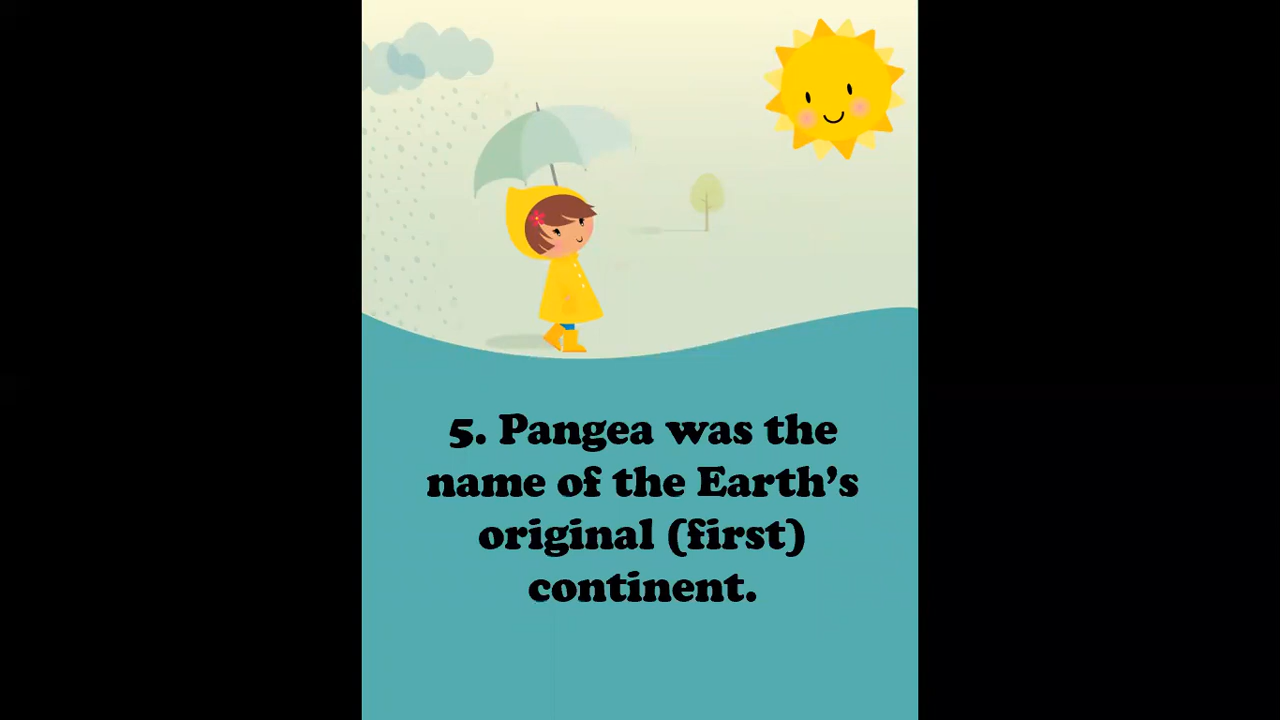 5. Pangea was the
name of the Earth’s
original (first)
continent.